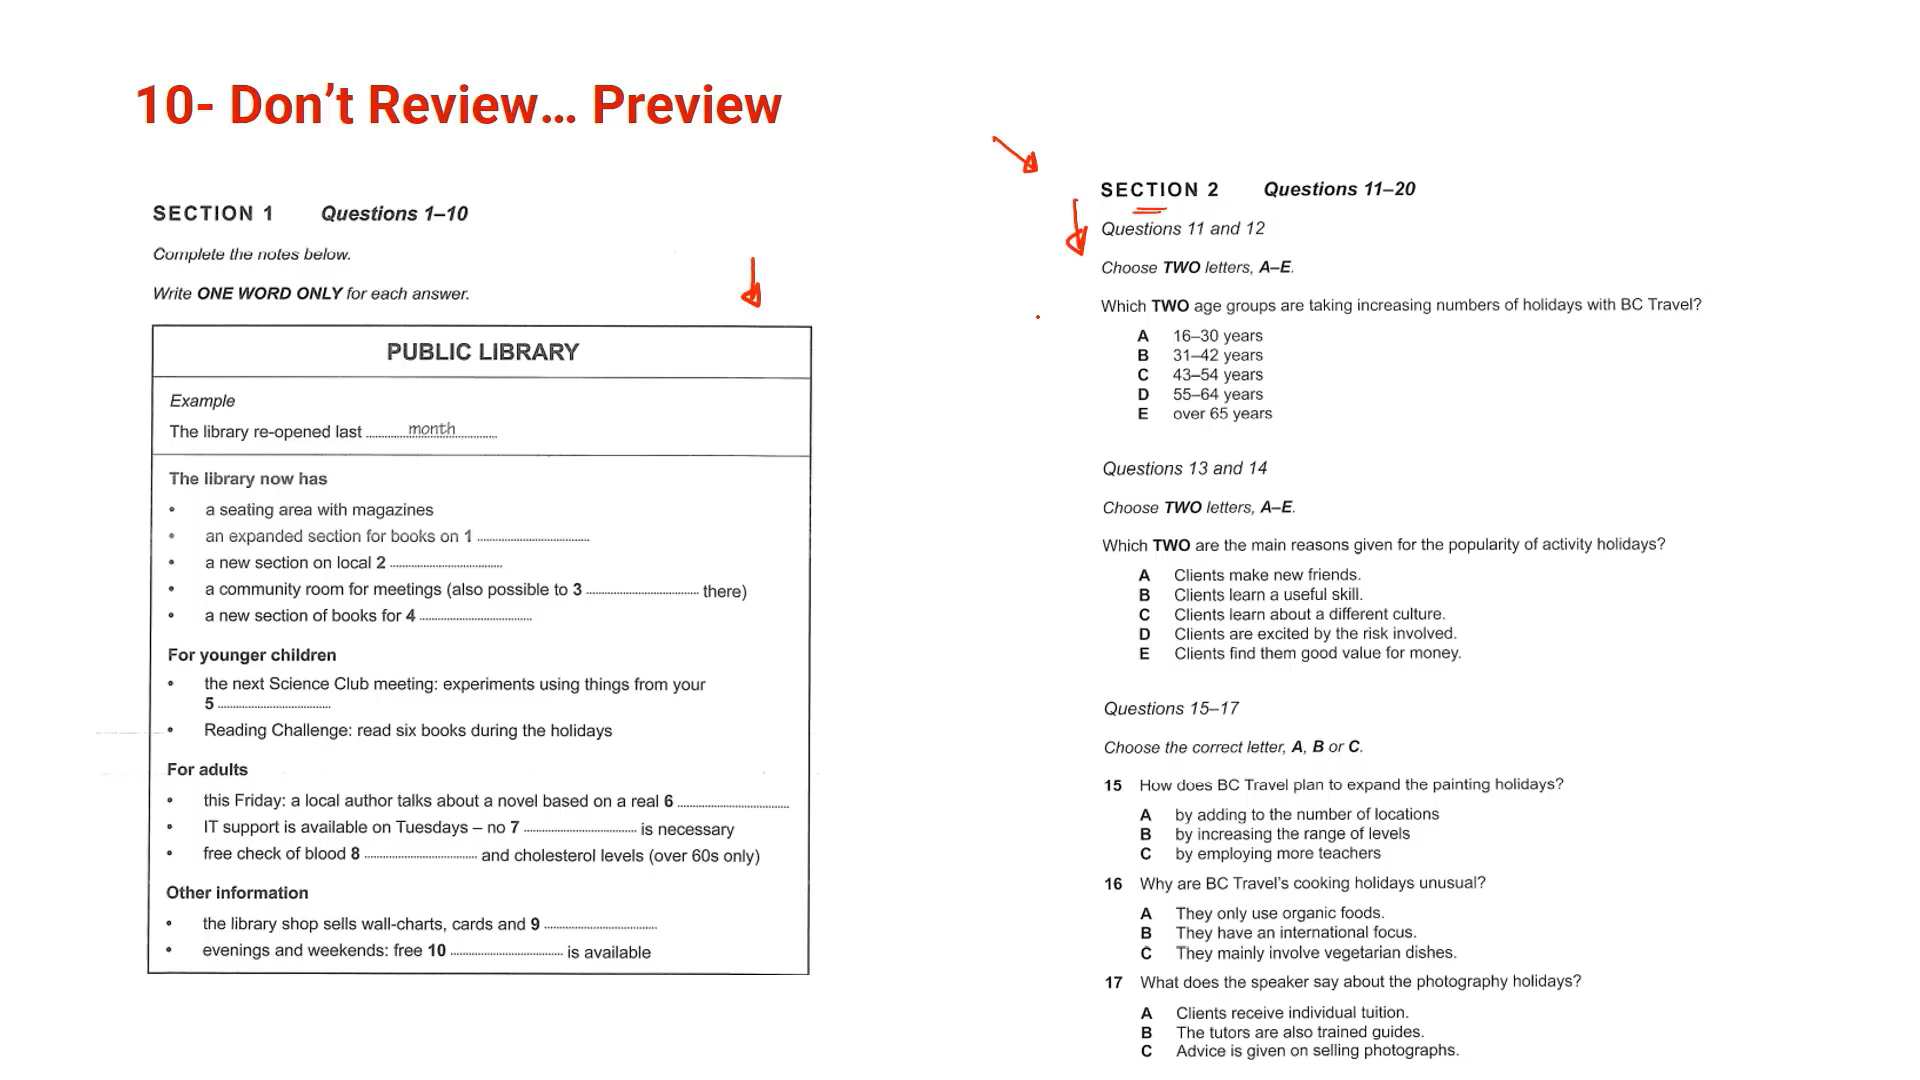 10- Don't Review... Preview
SECTION 1 Questions 1–10
Complete the notes below.
Write ONE WORD ONLY for each answer.
PUBLIC LIBRARY
Example
The library re-opened last ........ month ........
The library now has
• a seating area with magazines
• an expanded section for books on 1 ................
• a new section on local 2 ................
• a community room for meetings (also possible to 3 ................ there)
• a new section of books for 4 ................
For younger children
• the next Science Club meeting: experiments using things from your
5 ................
• Reading Challenge: read six books during the holidays
For adults
• this Friday: a local author talks about a novel based on a real 6 ................
• IT support is available on Tuesdays – no 7 ................ is necessary
• free check of blood 8 ................ and cholesterol levels (over 60s only)
Other information
• the library shop sells wall-charts, cards and 9 ................
• evenings and weekends: free 10 ................ is available
SECTION 2 Questions 11–20
Questions 11 and 12
Choose TWO letters, A–E.
Which TWO age groups are taking increasing numbers of holidays with BC Travel?
A 16–30 years
B 31–42 years
C 43–54 years
D 55–64 years
E over 65 years
Questions 13 and 14
Choose TWO letters, A–E.
Which TWO are the main reasons given for the popularity of activity holidays?
A Clients make new friends.
B Clients learn a useful skill.
C Clients learn about a different culture.
D Clients are excited by the risk involved.
E Clients find them good value for money.
Questions 15–17
Choose the correct letter, A, B or C.
15 How does BC Travel plan to expand the painting holidays?
A by adding to the number of locations
B by increasing the range of levels
C by employing more teachers
16 Why are BC Travel's cooking holidays unusual?
A They only use organic foods.
B They have an international focus.
C They mainly involve vegetarian dishes.
17 What does the speaker say about the photography holidays?
A Clients receive individual tuition.
B The tutors are also trained guides.
C Advice is given on selling photographs.